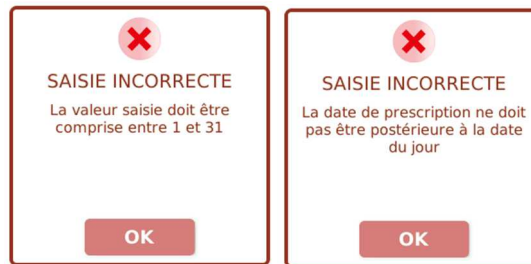 SAISIE INCORRECTE
La valeur saisie doit être
comprise entre 1 et 31
OK
SAISIE INCORRECTE
La date de prescription ne doit
pas être postérieure à la date
du jour
OK